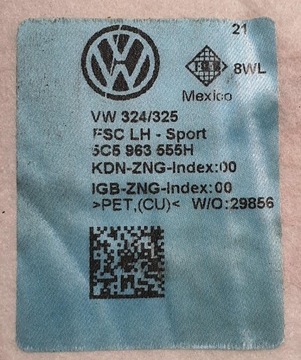 21
8WL
Mexico
VW 324/325
FSC LH - Sport
5C5 963 555H
KDN-ZNG-Index:00
IGB-ZNG-Index:00
>PET,(CU)< W/O:29856